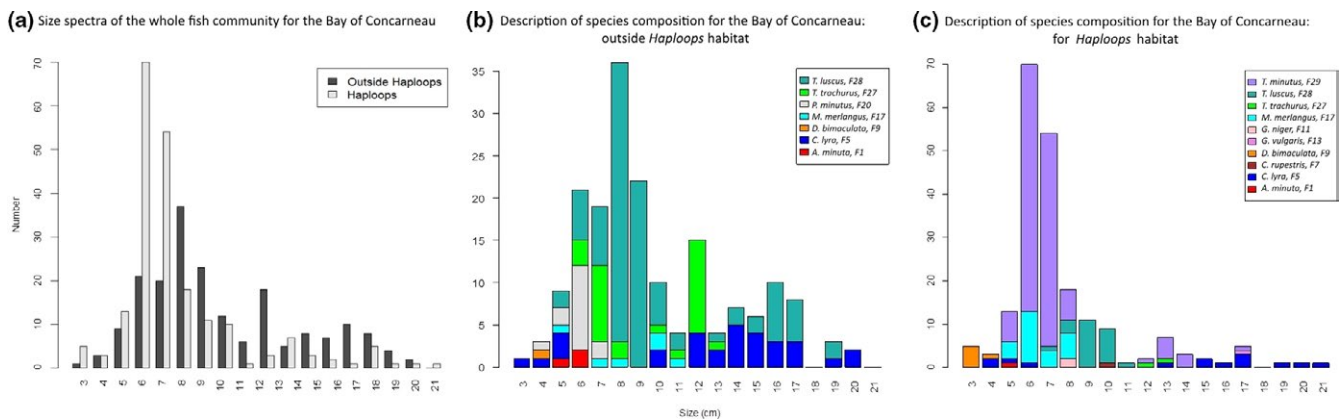 (a) Size spectra of the whole fish community for the Bay of Concarneau
70
60
50
40
30
20
10
0
Number
Outside Haploops
Haploops
3 4 5 6 7 8 9 10 11 12 13 14 15 16 17 18 19 20 21
(b) Description of species composition for the Bay of Concarneau:
outside Haploops habitat
35
30
25
20
15
10
5
0
T. luscus, F28
T. trachurus, F27
P. minutus, F20
M. merlangus, F17
D. bimaculata, F9
C. lyra, F5
A. minuta, F1
3 4 5 6 7 8 9 10 11 12 13 14 15 16 17 18 19 20 21
Size (cm)
(c) Description of species composition for the Bay of Concarneau:
for Haploops habitat
70
60
50
40
30
20
10
0
T. minutus, F29
T. luscus, F28
T. trachurus, F27
M. merlangus, F17
G. niger, F11
G. vulgaris, F13
D. bimaculata, F9
C. rupestris, F7
C. lyra, F5
A. minuta, F1
3 4 5 6 7 8 9 10 11 12 13 14 15 16 17 18 19 20 21